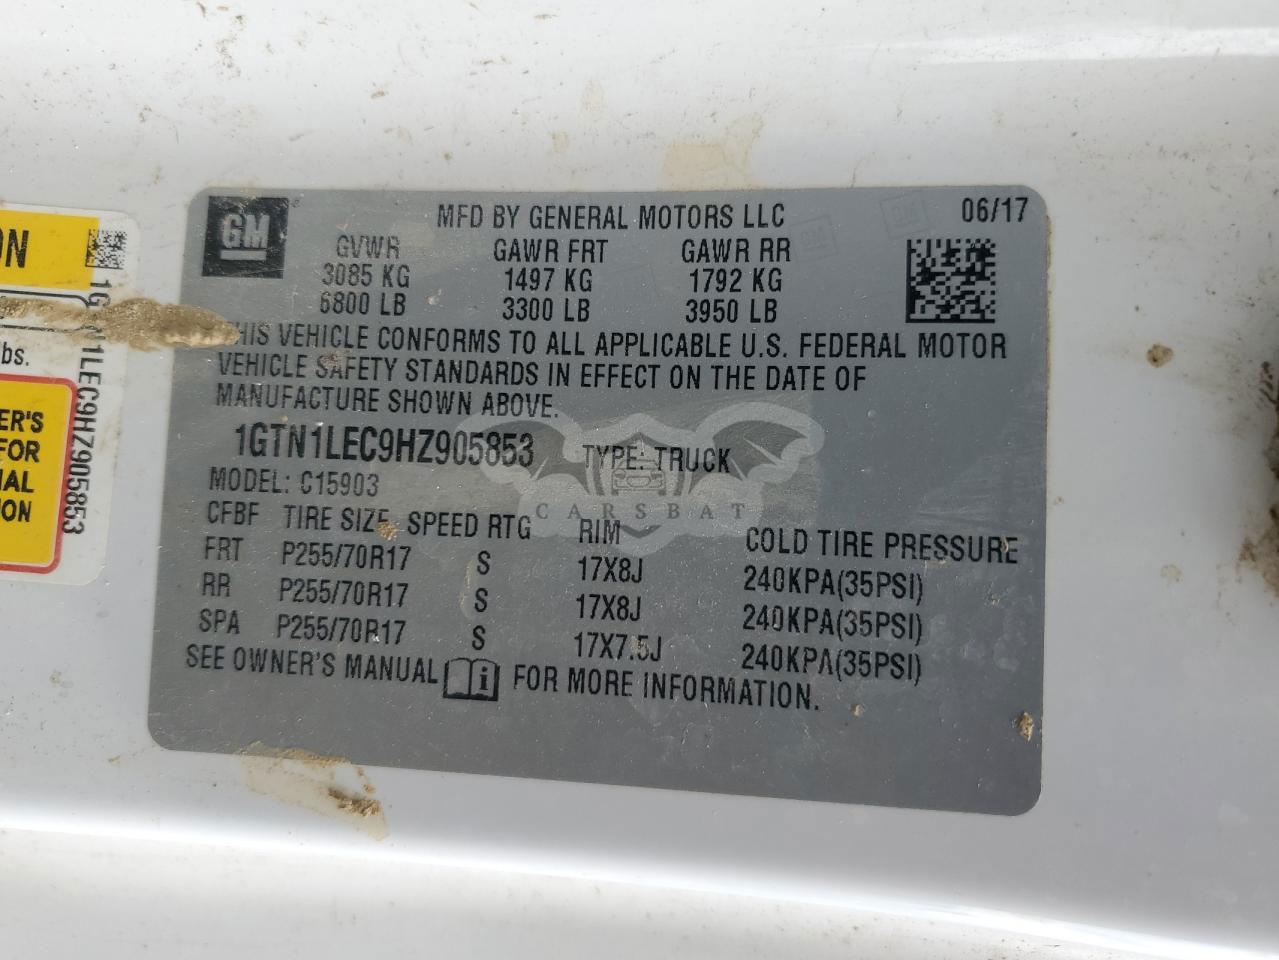 GM
MFD BY GENERAL MOTORS LLC 06/17
GVWR GAWR FRT GAWR RR
3085 KG 1497 KG 1792 KG
6800 LB 3300 LB 3950 LB
THIS VEHICLE CONFORMS TO ALL APPLICABLE U.S. FEDERAL MOTOR
VEHICLE SAFETY STANDARDS IN EFFECT ON THE DATE OF
MANUFACTURE SHOWN ABOVE.
1GTN1LEC9HZ905853 TYPE: TRUCK
MODEL: C15903
CARSBAT
CFBF TIRE SIZE SPEED RTG RIM COLD TIRE PRESSURE
FRT P255/70R17 S 17X8J 240KPA(35PSI)
RR P255/70R17 S 17X8J 240KPA(35PSI)
SPA P255/70R17 S 17X7.5J 240KPA(35PSI)
SEE OWNER'S MANUAL i FOR MORE INFORMATION.
ON
bs.
ER'S
FOR
IAL
ION
1LEC9HZ905853